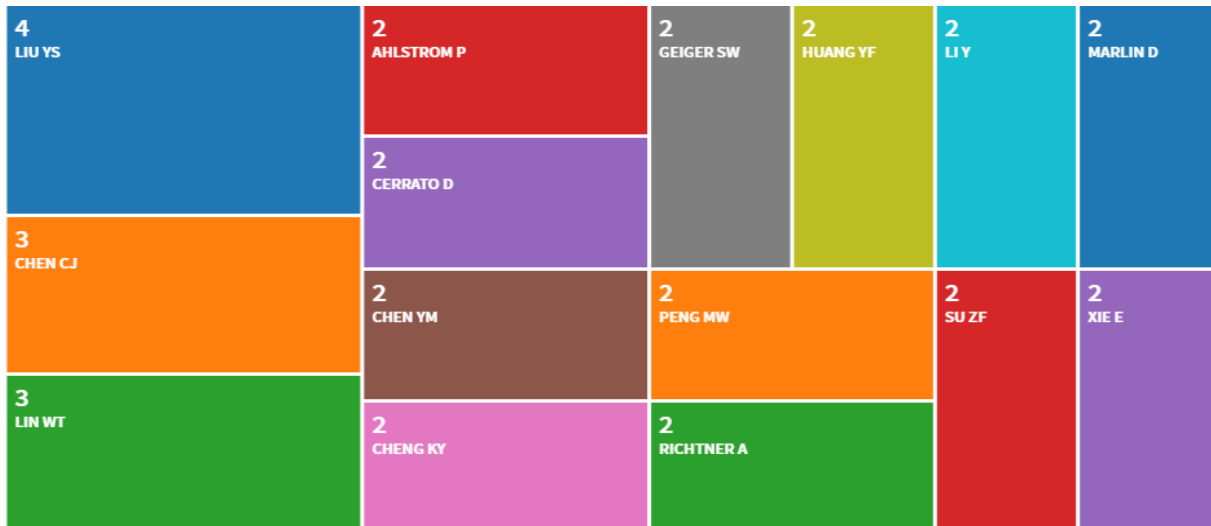 4
LIU YS
3
CHEN CJ
3
LIN WT
2
AHLSTROM P
2
CERRATO D
2
CHEN YM
2
CHENG KY
2
GEIGER SW
2
HUANG YF
2
LI Y
2
MARLIN D
2
PENG MW
2
RICHTNER A
2
SU ZF
2
XIE E